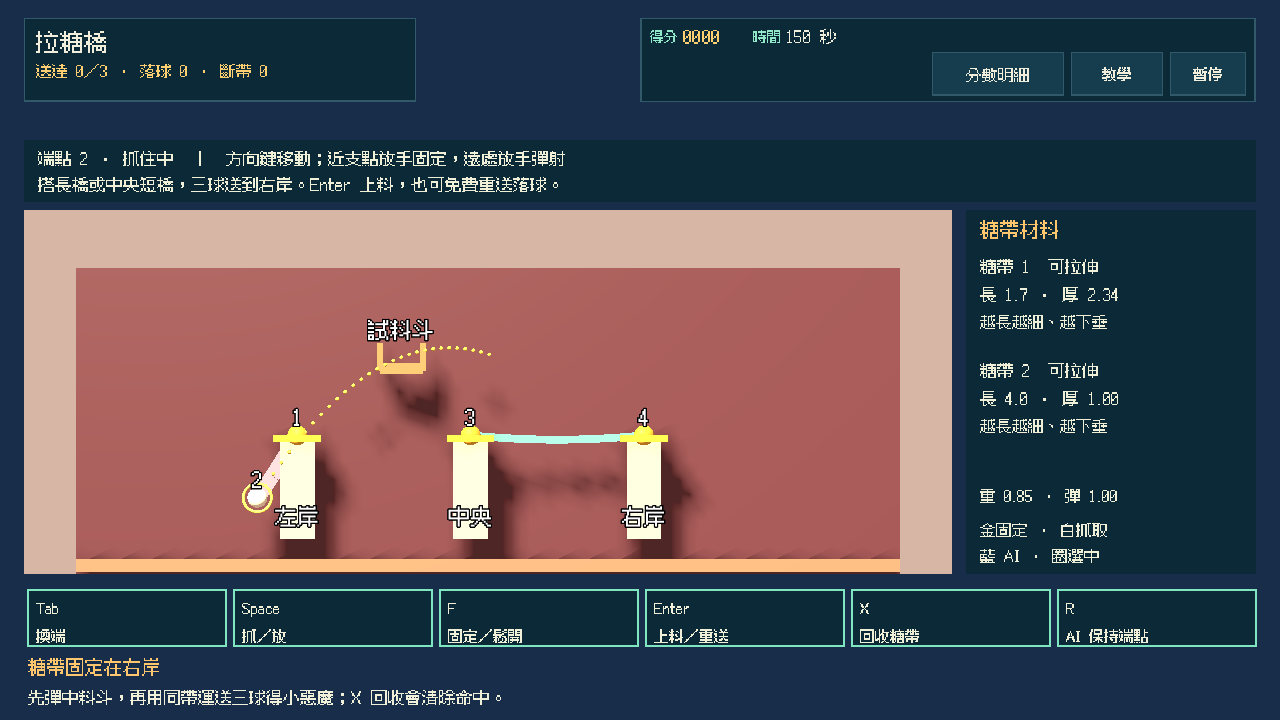 拉糖橋
送達 0/3 · 落球 0 · 斷帶 0
得分 0000 時間 150 秒
分數明細
教學
暫停
端點 2 · 抓住中 | 方向鍵移動；近支點放手固定，遠處放手彈射
搭長橋或中央短橋，三球送到右岸。Enter 上料，也可免費重送落球。
試料斗
1
3
4
2
左岸
中央
右岸
糖帶材料
糖帶 1 可拉伸
長 1.7 · 厚 2.34
越長越細、越下垂
糖帶 2 可拉伸
長 4.0 · 厚 1.00
越長越細、越下垂
重 0.85 · 彈 1.00
金固定 · 白抓取
藍 AI · 圈選中
Tab
換端
Space
抓／放
F
固定／鬆開
Enter
上料／重送
X
回收糖帶
R
AI 保持端點
糖帶固定在右岸
先彈中料斗，再用同帶運送三球得小惡魔；X 回收會清除命中。